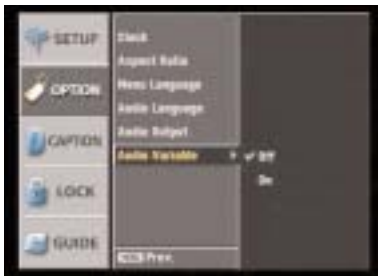 SETUP
OPTION
CAPTION
LOCK
GUIDE
Clock
Aspect Ratio
Menu Language
Audio Language
Audio Output
Audio Variable
Off
On
MENU Prev.